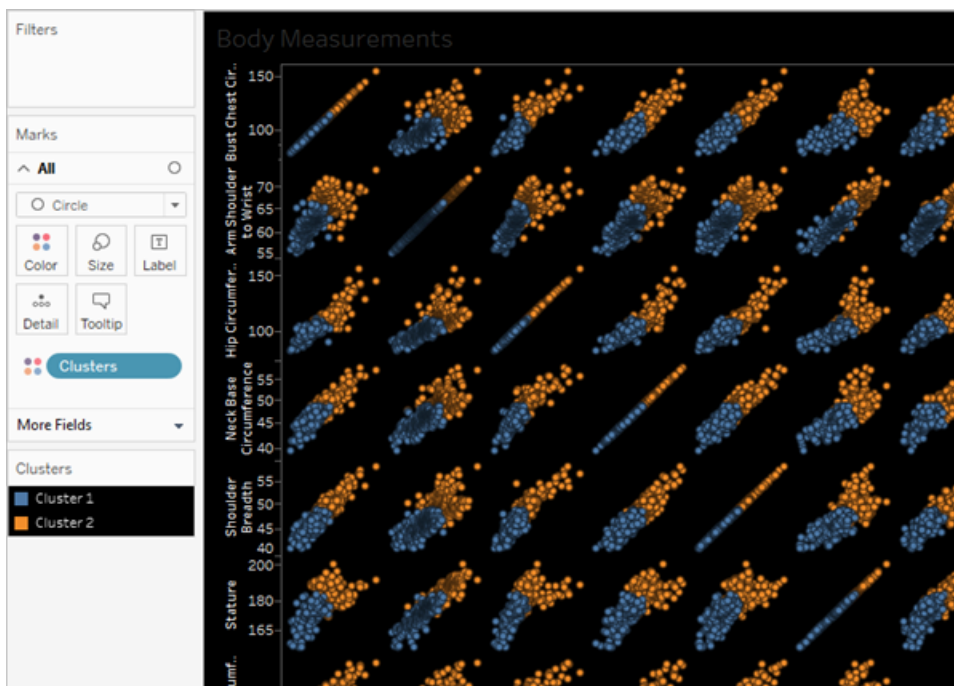 Filters
Marks
All
Circle
Color
Size
Label
Detail
Tooltip
Clusters
More Fields
Clusters
Cluster 1
Cluster 2
Body Measurements
Bust Chest Cir..
150
100
Arm Shoulder
to Wrist
70
65
60
55
Hip Circumfer..
150
100
Neck Base
Circumference
55
50
45
40
Shoulder
Breadth
55
50
45
40
Stature
200
180
165
umf..